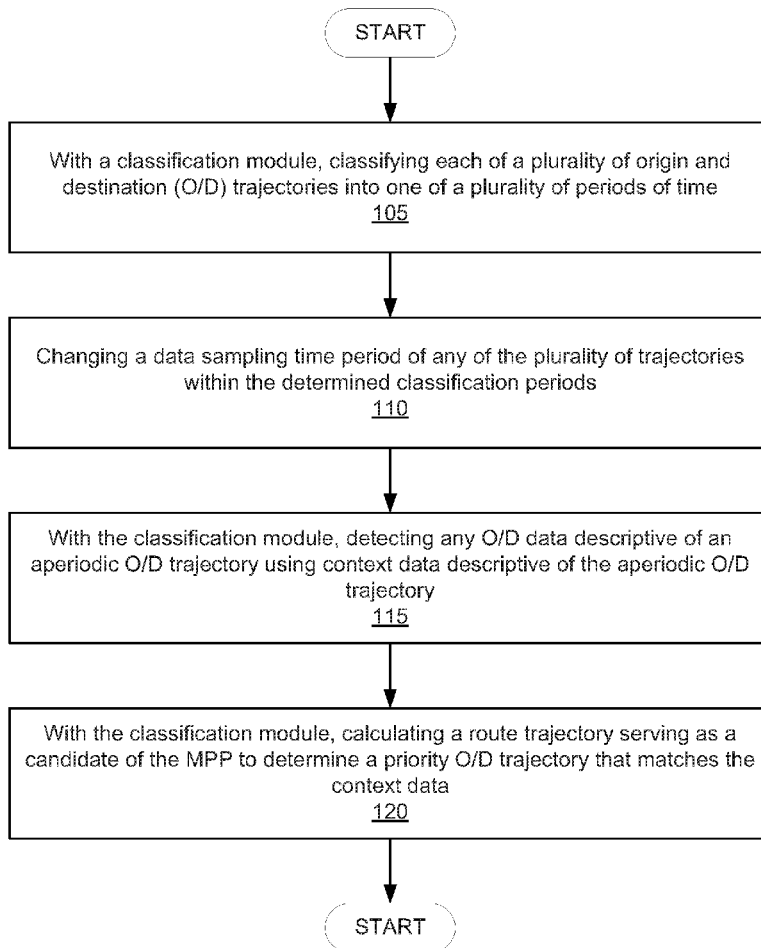 START
With a classification module, classifying each of a plurality of origin and
destination (O/D) trajectories into one of a plurality of periods of time
105
Changing a data sampling time period of any of the plurality of trajectories
within the determined classification periods
110
With the classification module, detecting any O/D data descriptive of an
aperiodic O/D trajectory using context data descriptive of the aperiodic O/D
trajectory
115
With the classification module, calculating a route trajectory serving as a
candidate of the MPP to determine a priority O/D trajectory that matches the
context data
120
START